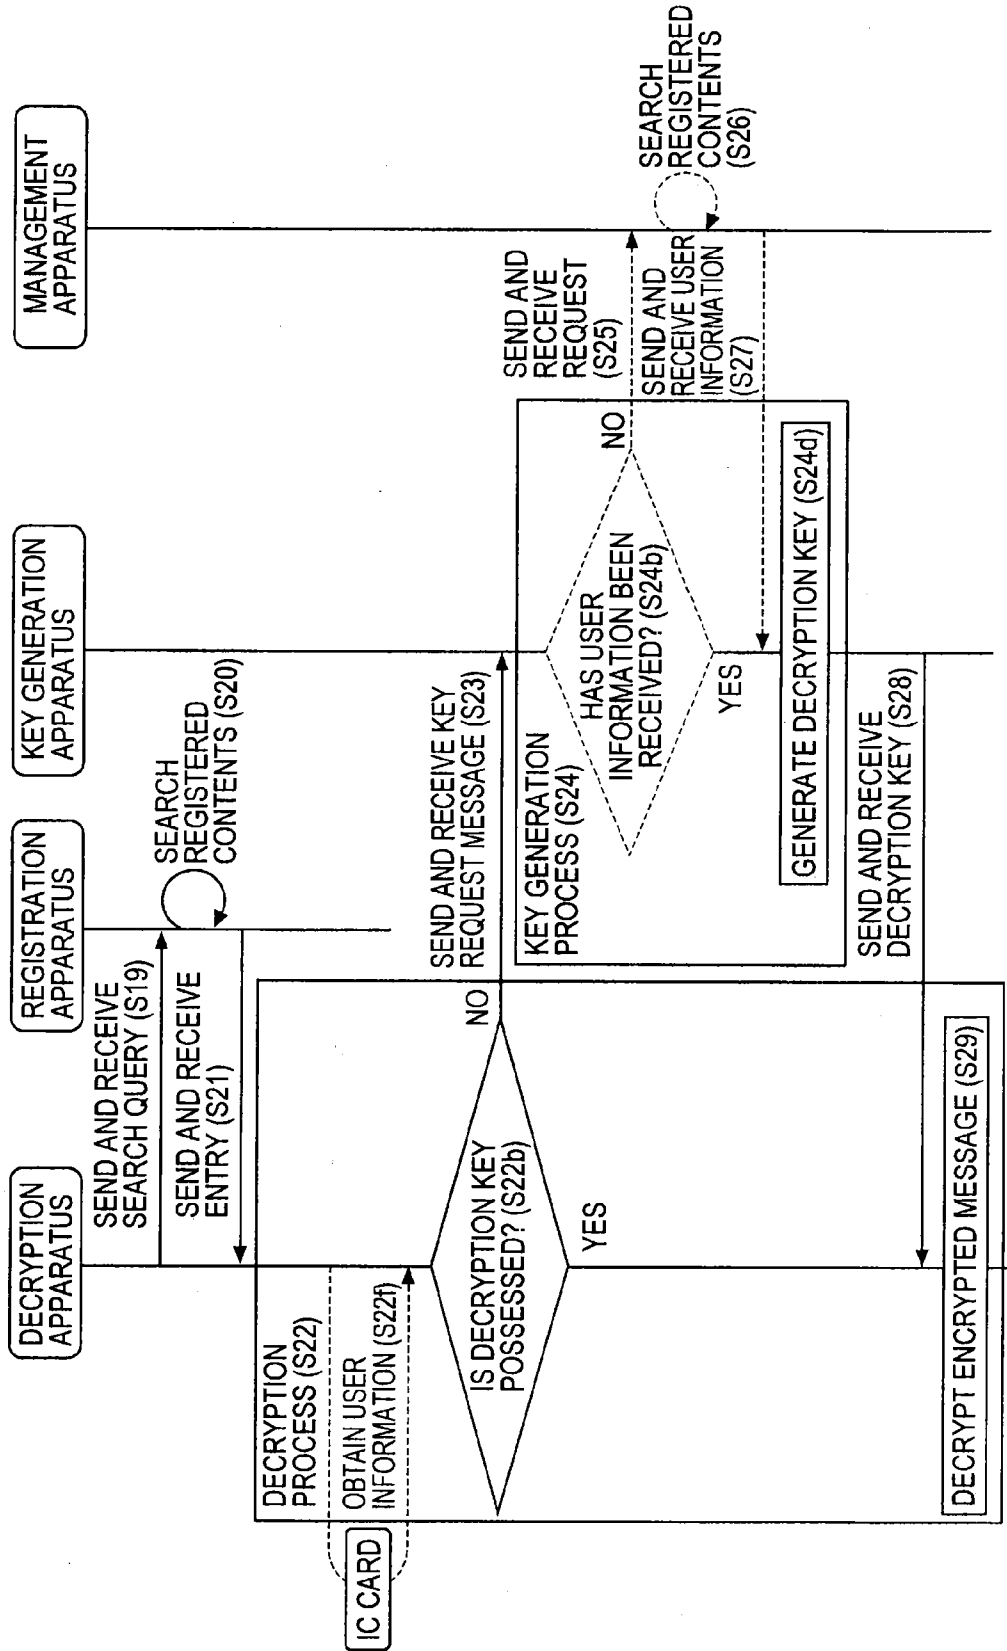 DECRYPTION
APPARATUS
REGISTRATION
APPARATUS
KEY GENERATION
APPARATUS
MANAGEMENT
APPARATUS
SEND AND RECEIVE
SEARCH QUERY (S19)
SEARCH
REGISTERED
CONTENTS (S20)
SEND AND RECEIVE
ENTRY (S21)
DECRYPTION
PROCESS (S22)
OBTAIN USER
INFORMATION (S22f)
IC CARD
IS DECRYPTION KEY
POSSESSED? (S22b)
NO
YES
SEND AND RECEIVE KEY
REQUEST MESSAGE (S23)
KEY GENERATION
PROCESS (S24)
HAS USER
INFORMATION BEEN
RECEIVED? (S24b)
NO
YES
SEND AND
RECEIVE
REQUEST
(S25)
SEARCH
REGISTERED
CONTENTS
(S26)
SEND AND
RECEIVE USER
INFORMATION
(S27)
GENERATE DECRYPTION KEY (S24d)
SEND AND RECEIVE
DECRYPTION KEY (S28)
DECRYPT ENCRYPTED MESSAGE (S29)